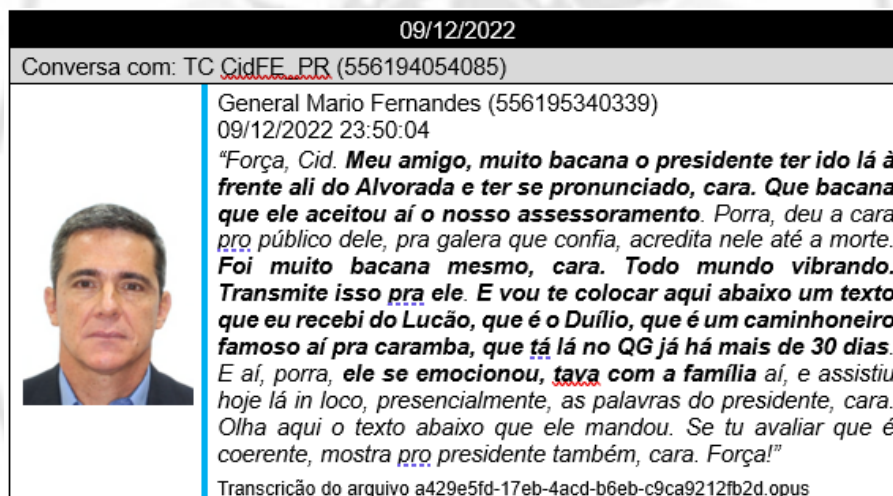 09/12/2022
Conversa com: TC CidFE_PR (556194054085)
General Mario Fernandes (556195340339)
09/12/2022 23:50:04
“Força, Cid. Meu amigo, muito bacana o presidente ter ido lá à
frente ali do Alvorada e ter se pronunciado, cara. Que bacana
que ele aceitou aí o nosso assessoramento. Porra, deu a cara
pro público dele, pra galera que confia, acredita nele até a morte.
Foi muito bacana mesmo, cara. Todo mundo vibrando.
Transmite isso pra ele. E vou te colocar aqui abaixo um texto
que eu recebi do Lucão, que é o Duílio, que é um caminhoneiro
famoso aí pra caramba, que tá lá no QG já há mais de 30 dias.
E aí, porra, ele se emocionou, tava com a família aí, e assistiu
hoje lá in loco, presencialmente, as palavras do presidente, cara.
Olha aqui o texto abaixo que ele mandou. Se tu avaliar que é
coerente, mostra pro presidente também, cara. Força!”
Transcrição do arquivo a429e5fd-17eb-4acd-b6eb-c9ca9212fb2d.opus